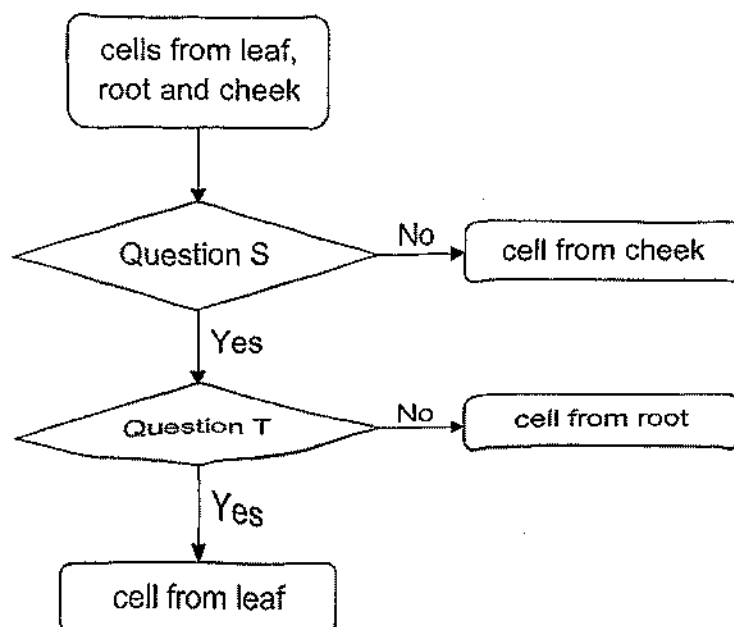 cells from leaf,
root and cheek
Question S
No
cell from cheek
Yes
Question T
No
cell from root
Yes
cell from leaf